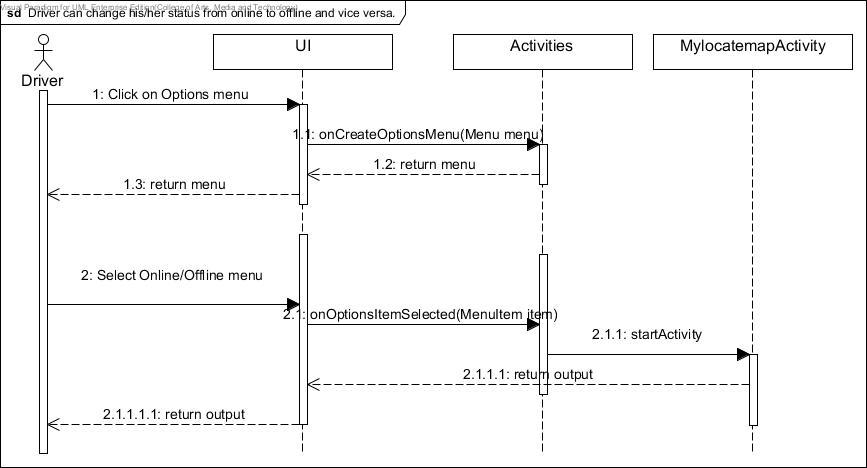 Visual Paradigm for UML Enterprise Edition(College of Arts, Media and Technology)
sd Driver can change his/her status from online to offline and vice versa.
UI
Activities
MylocatemapActivity
Driver
1: Click on Options menu
1.1: onCreateOptionsMenu(Menu menu)
1.2: return menu
1.3: return menu
2: Select Online/Offline menu
2.1: onOptionsItemSelected(MenuItem item)
2.1.1: startActivity
2.1.1.1: return output
2.1.1.1.1: return output